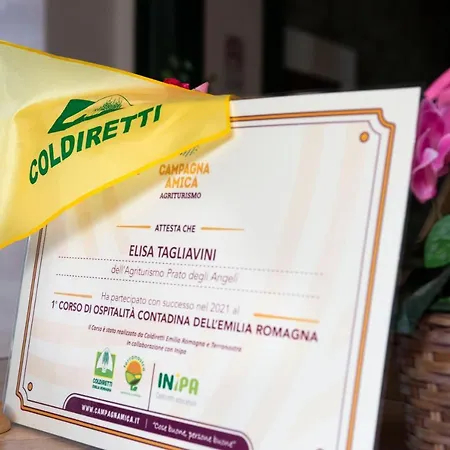 COLDIRETTI
CAMPAGNA
AMICA
AGRITURISMO
ATTESTA CHE
ELISA TAGLIAVINI
dell'Agriturismo Prato degli Angeli
Ha partecipato con successo nel 2021 al
1° CORSO DI OSPITALITÀ CONTADINA DELL'EMILIA ROMAGNA
Il Corso è stato realizzato da Coldiretti Emilia Romagna e Terranostra
in collaborazione con Inipa
COLDIRETTI
EMILIA ROMAGNA
INIPA
WWW.CAMPAGNAMICA.IT
"Cose buone, persone buone"